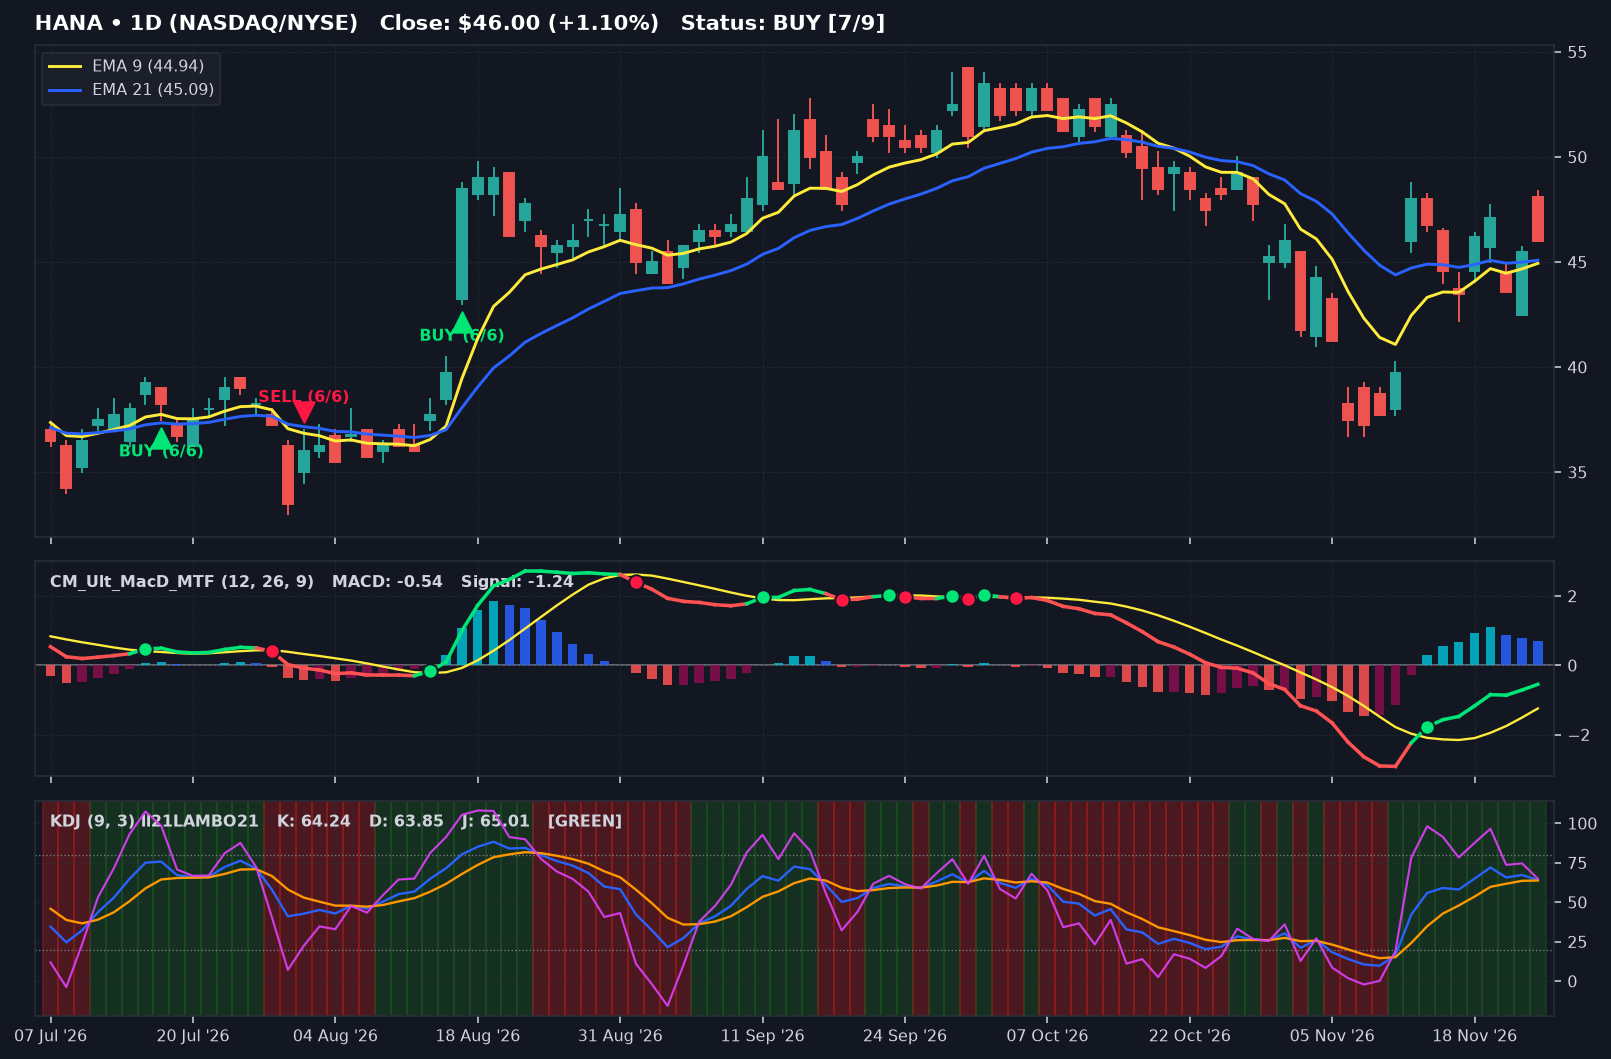 HANA • 1D (NASDAQ/NYSE)   Close: $46.00 (+1.10%)   Status: BUY [7/9]
EMA 9 (44.94)
EMA 21 (45.09)
55
50
45
40
35
SELL (6/6)
BUY (6/6)
BUY (6/6)
CM_Ult_MacD_MTF (12, 26, 9)   MACD: -0.54   Signal: -1.24
2
0
−2
KDJ (9, 3) ll21LAMBO21   K: 64.24   D: 63.85   J: 65.01   [GREEN]
100
75
50
25
0
07 Jul '26
20 Jul '26
04 Aug '26
18 Aug '26
31 Aug '26
11 Sep '26
24 Sep '26
07 Oct '26
22 Oct '26
05 Nov '26
18 Nov '26